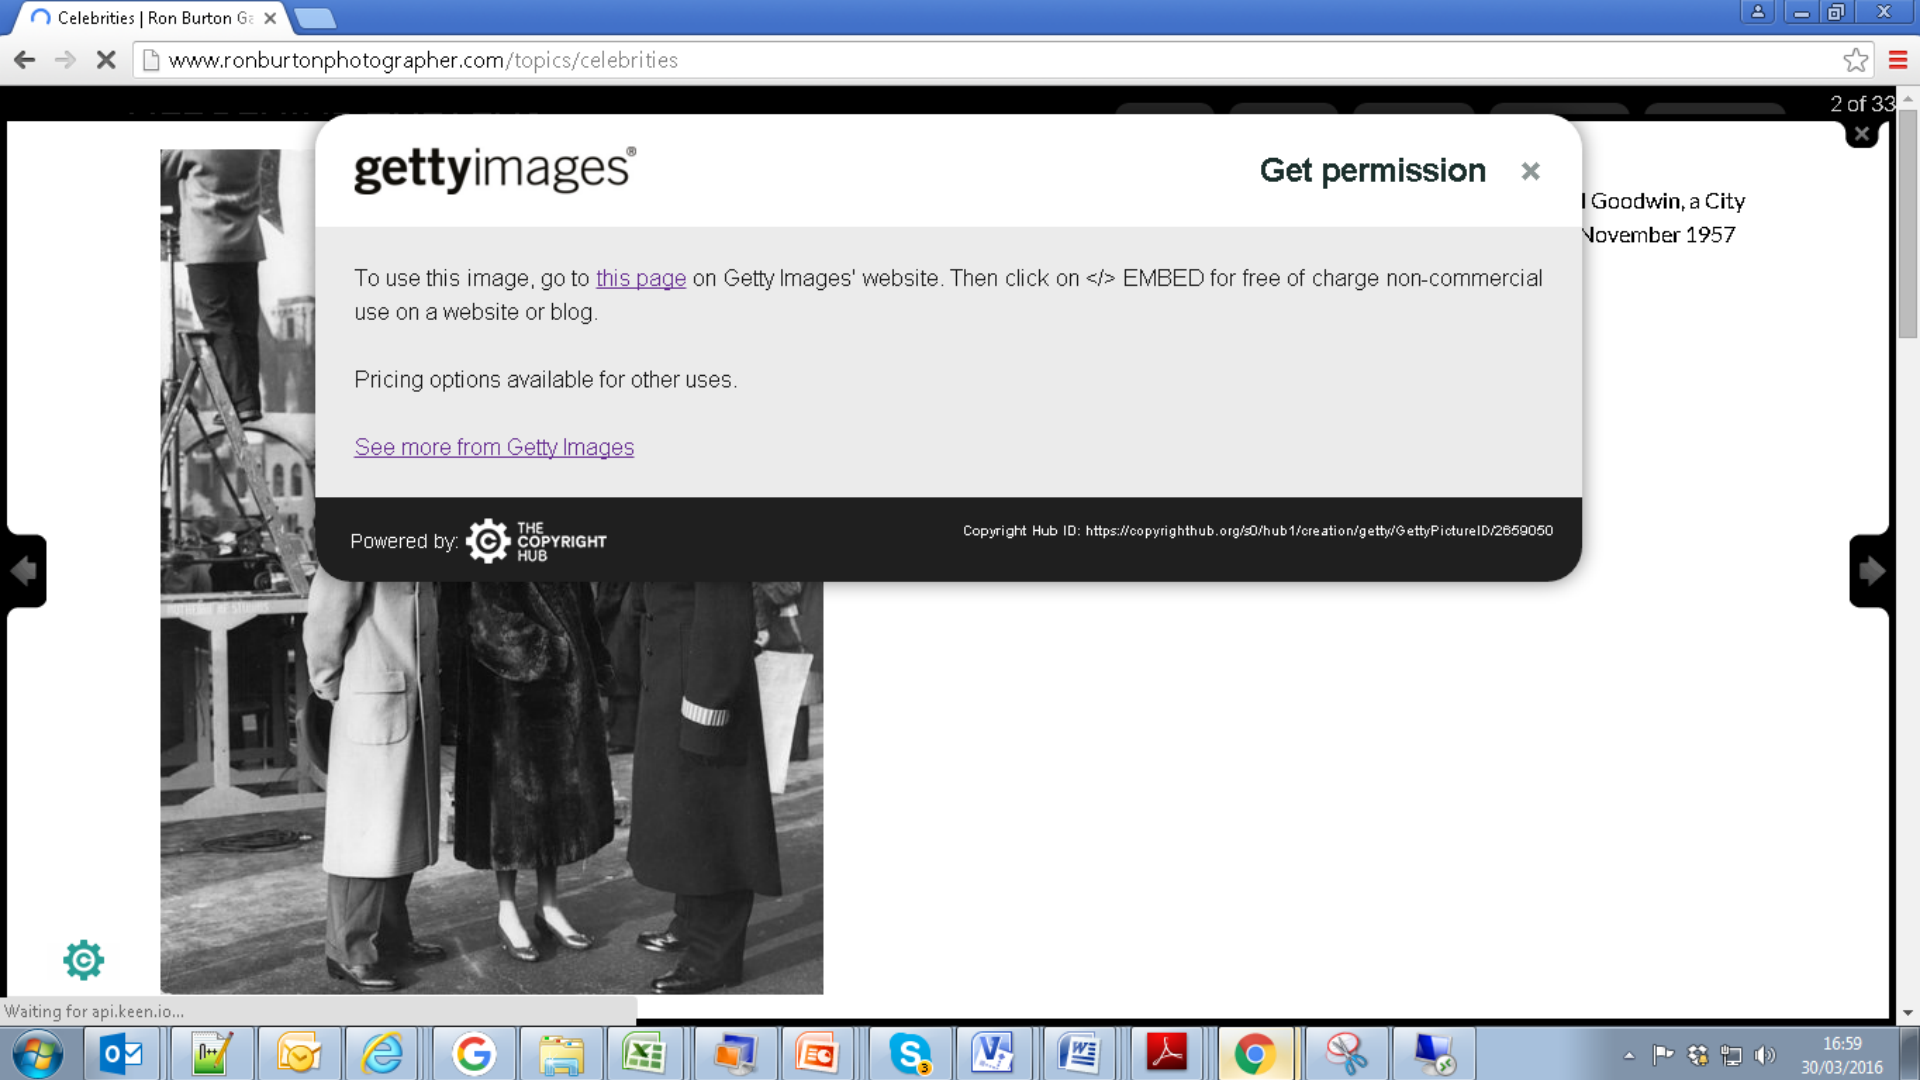 Celebrities | Ron Burton Ga
www.ronburtonphotographer.com/topics/celebrities
2 of 33
gettyimages®
Get permission
l Goodwin, a City
November 1957
To use this image, go to this page on Getty Images' website. Then click on </> EMBED for free of charge non-commercial
use on a website or blog.
Pricing options available for other uses.
See more from Getty Images
Powered by:
THE
COPYRIGHT
HUB
Copyright Hub ID: https://copyrighthub.org/s0/hub1/creation/getty/GettyPictureID/2659050
Waiting for api.keen.io...
16:59
30/03/2016